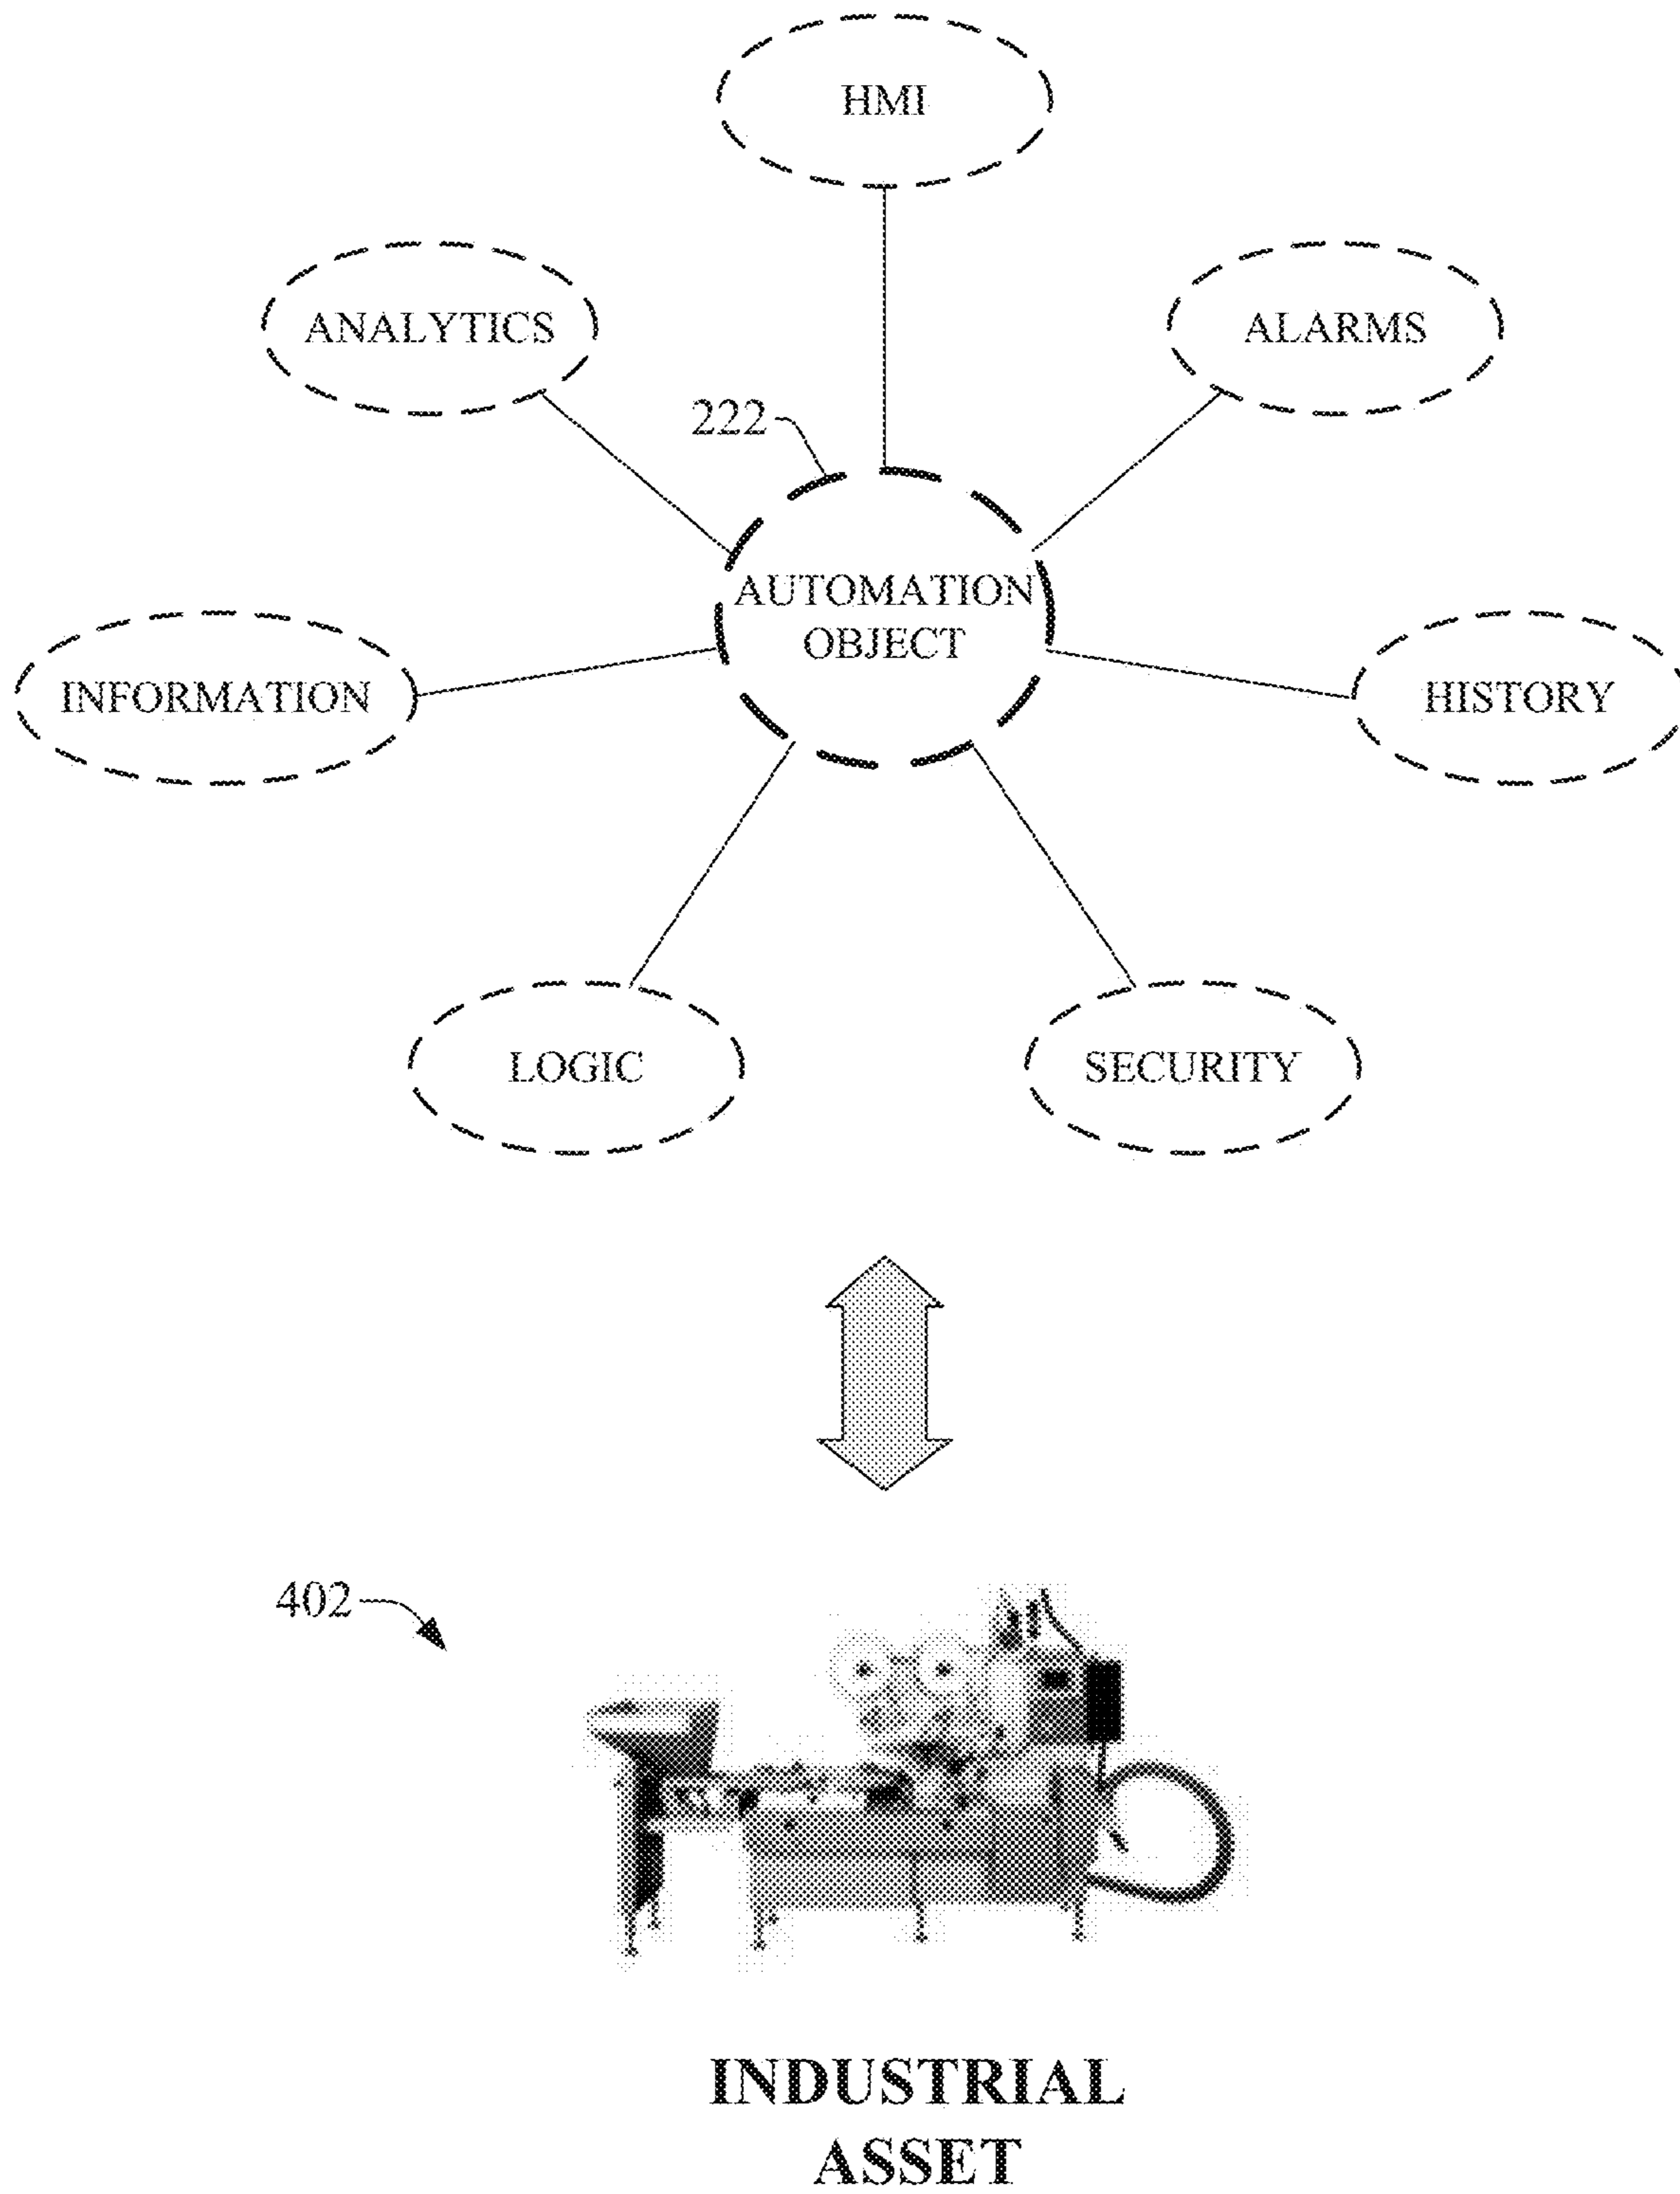 HMI
ANALYTICS
ALARMS
222
AUTOMATION
OBJECT
INFORMATION
HISTORY
LOGIC
SECURITY
402
INDUSTRIAL
ASSET